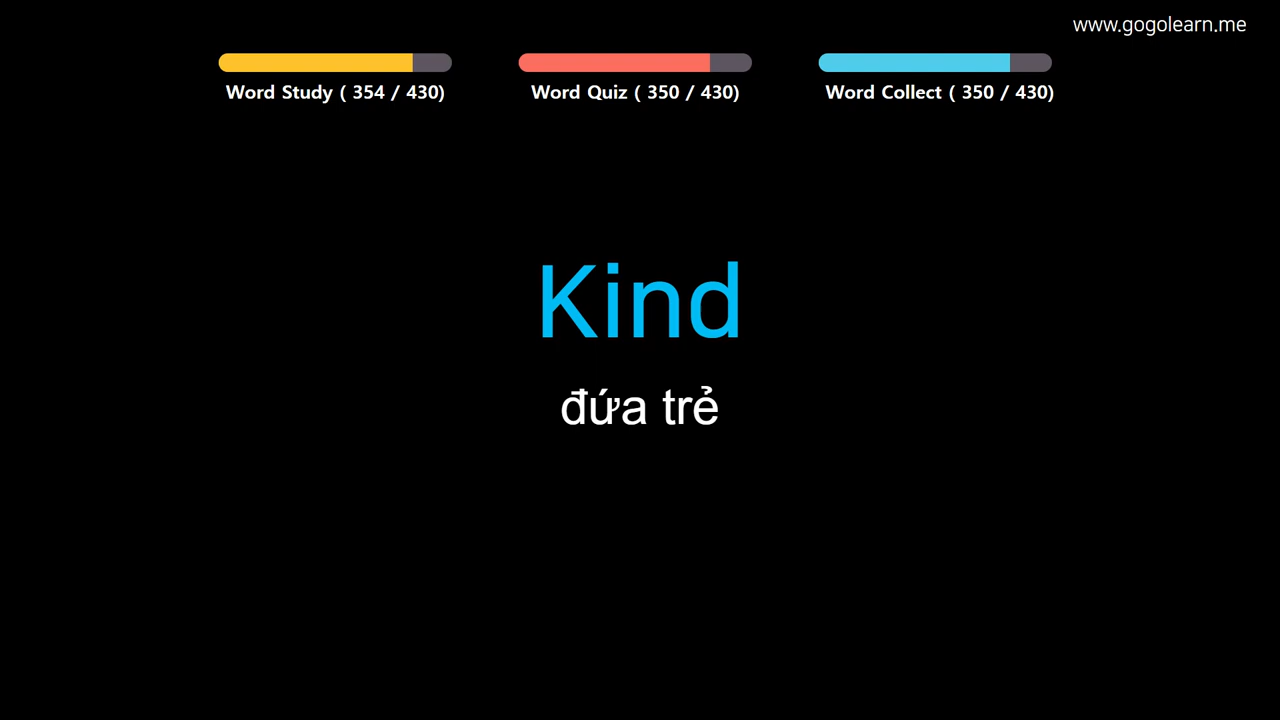 www.gogolearn.me
Word Study ( 354 / 430)
Word Quiz ( 350 / 430)
Word Collect ( 350 / 430)
Kind
đứa trẻ